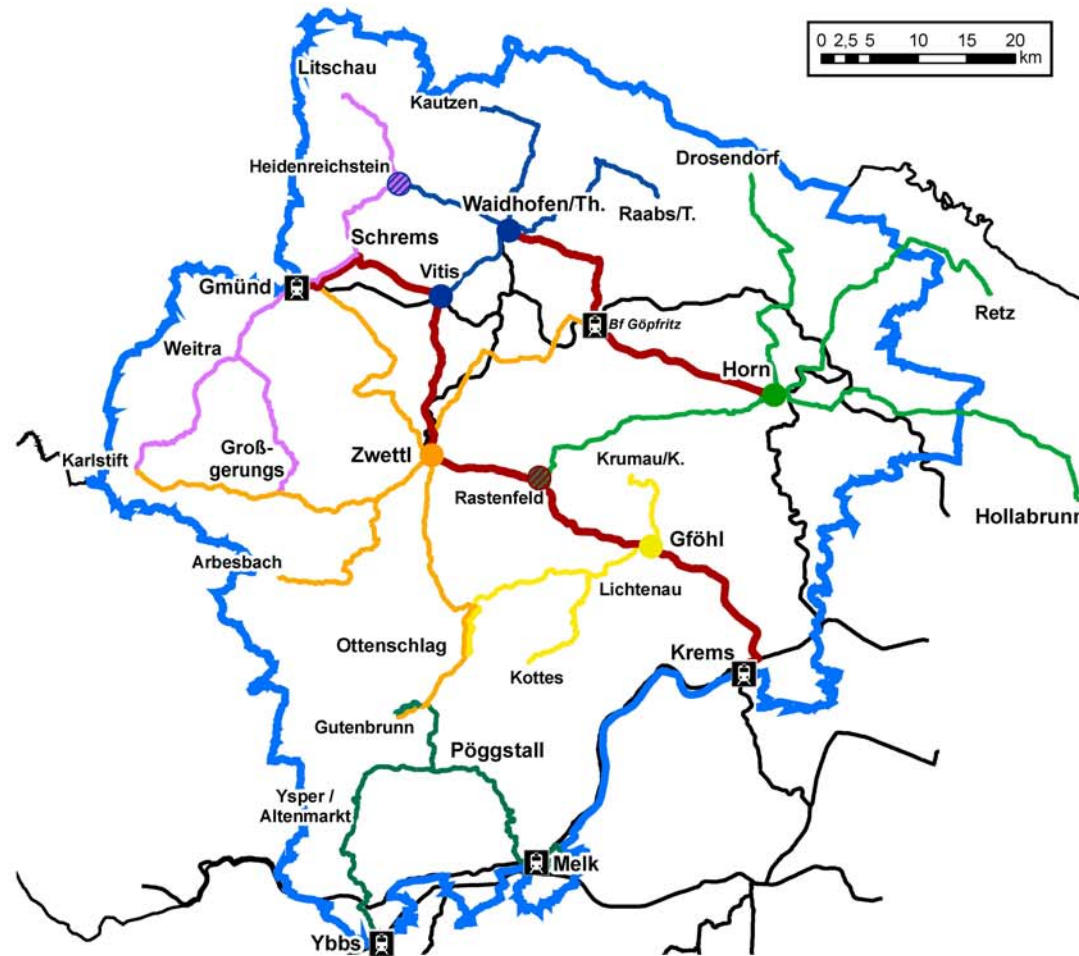 0 2,5 5 10 15 20
km
Litschau
Kautzen
Heidenreichstein
Drosendorf
Waidhofen/Th.
Raabs/T.
Schrems
Vitis
Gmünd
Bf Göpfritz
Retz
Weitra
Horn
Groß-
gerungs
Zwettl
Karlstift
Krumau/K.
Rastenfeld
Hollabrunn
Gföhl
Arbesbach
Lichtenau
Ottenschlag
Krems
Kottes
Gutenbrunn
Pöggstall
Ysper /
Altenmarkt
Melk
Ybbs